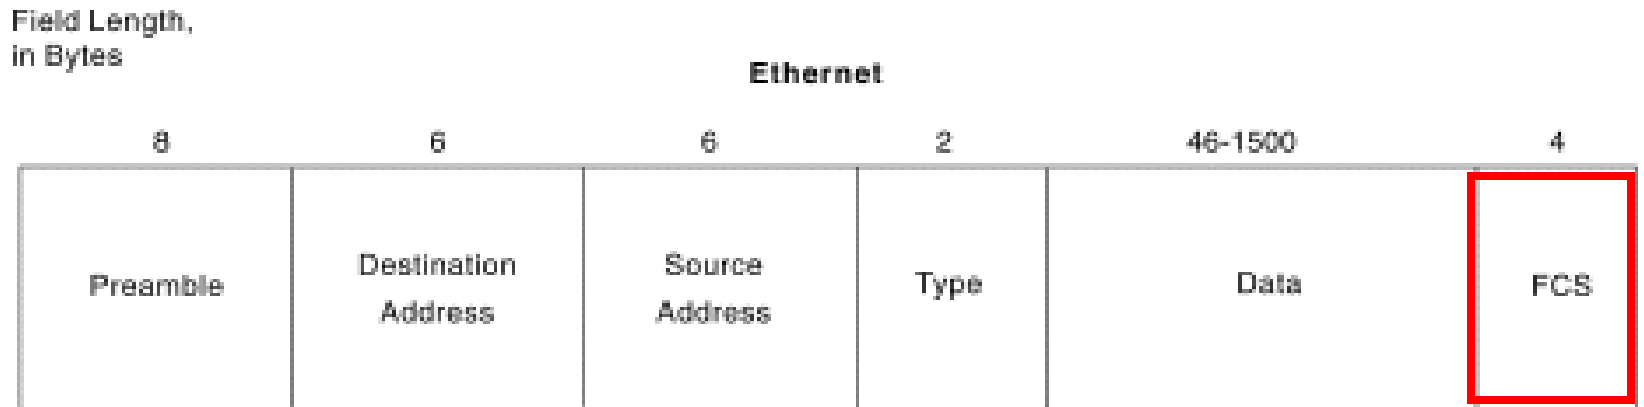 Field Length,
in Bytes
Ethernet
8 6 6 2 46-1500 4
Preamble
Destination
Address
Source
Address
Type
Data
FCS